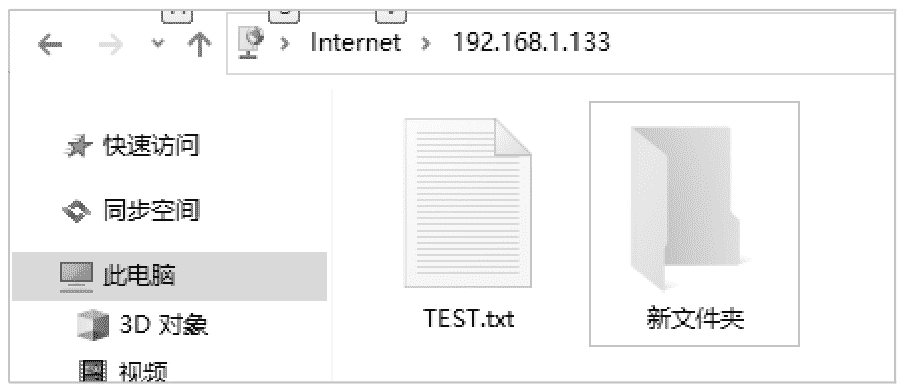 Internet > 192.168.1.133
快速访问
同步空间
此电脑
3D 对象
视频
TEST.txt
新文件夹